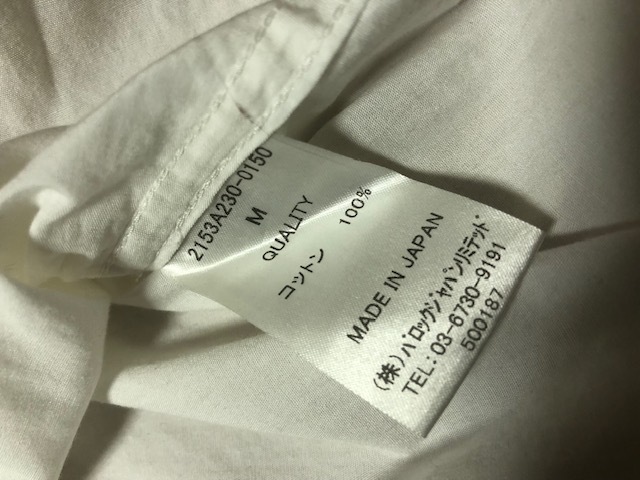 2153A230-0150
M
QUALITY
コットン 100%
MADE IN JAPAN
(株)バロックジャパンリミテッド
TEL: 03-6730-9191
500187